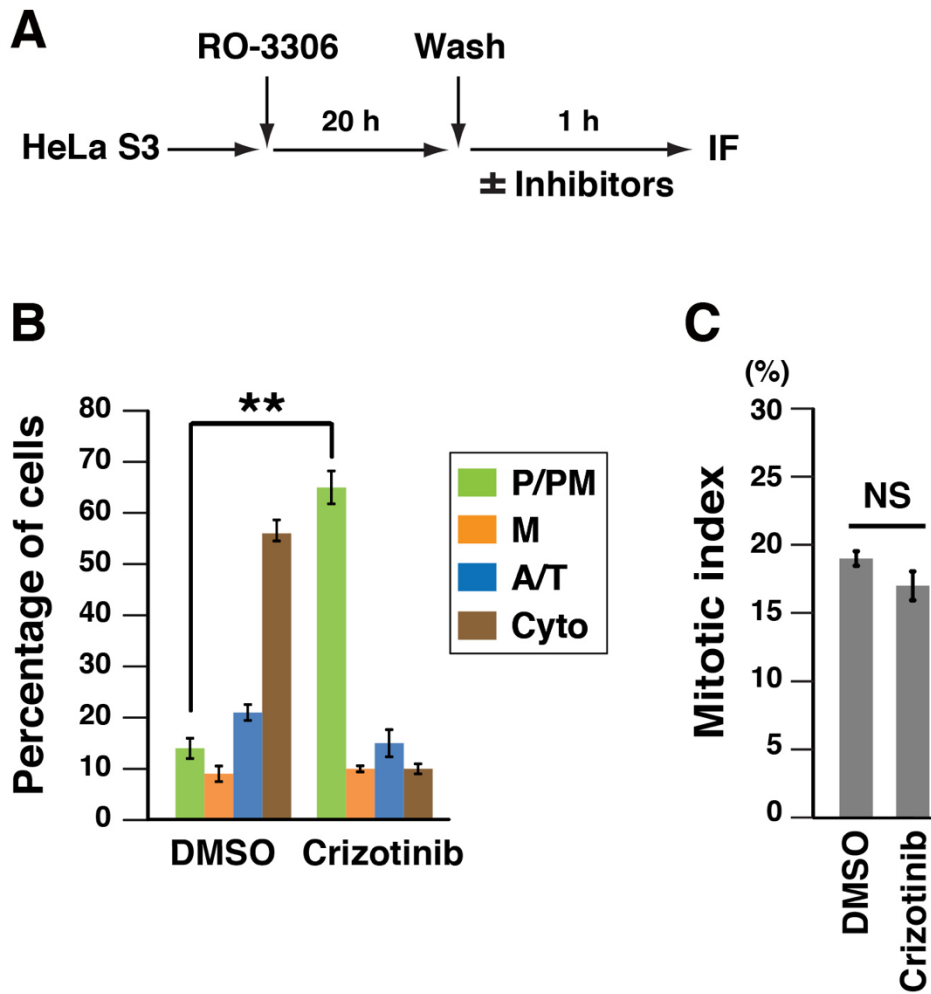 A
RO-3306 Wash
20 h 1 h
HeLa S3 IF
± Inhibitors
B
Percentage of cells
80
70
60
50
40
30
20
10
0
**
P/PM
M
A/T
Cyto
DMSO Crizotinib
C
(%)
Mitotic index
30
25
20
15
10
5
0
NS
DMSO
Crizotinib